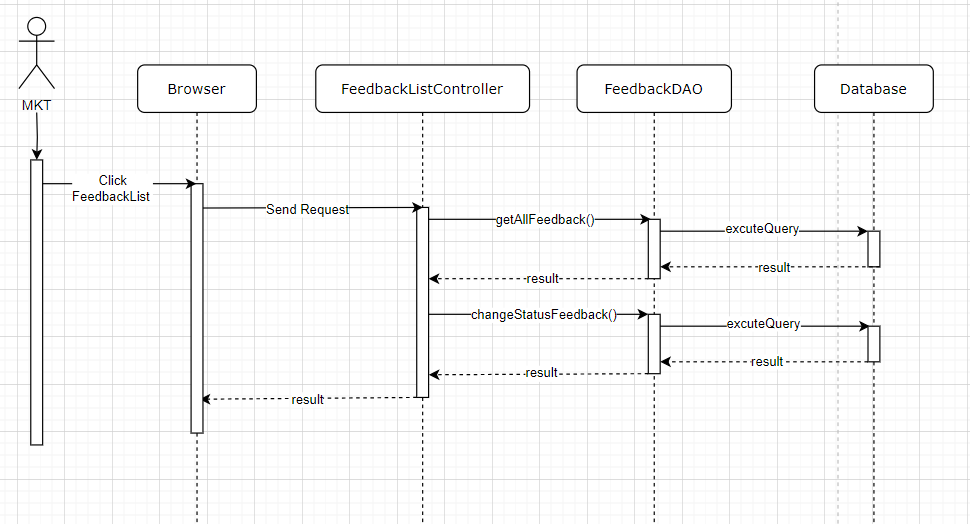 MKT
Browser
FeedbackListController
FeedbackDAO
Database
Click
FeedbackList
Send Request
getAllFeedback()
excuteQuery
result
result
changeStatusFeedback()
excuteQuery
result
result
result